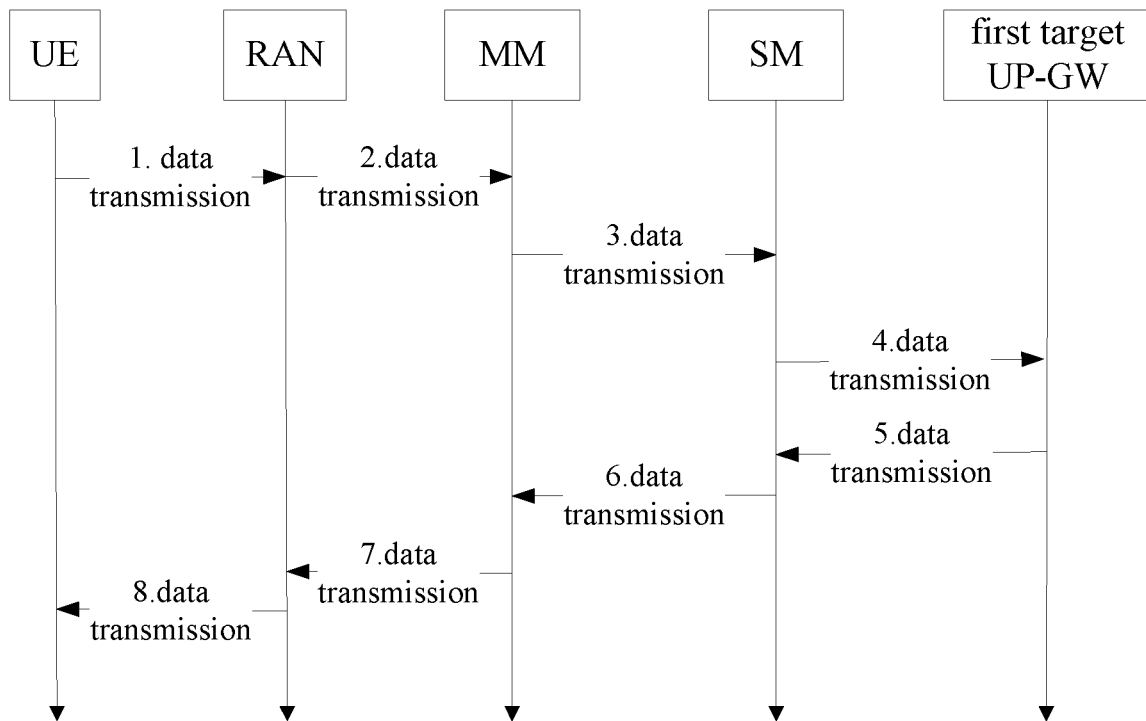 UE
RAN
MM
SM
first target
UP-GW
1. data
transmission
2.data
transmission
3.data
transmission
4.data
transmission
5.data
transmission
6.data
transmission
7.data
transmission
8.data
transmission